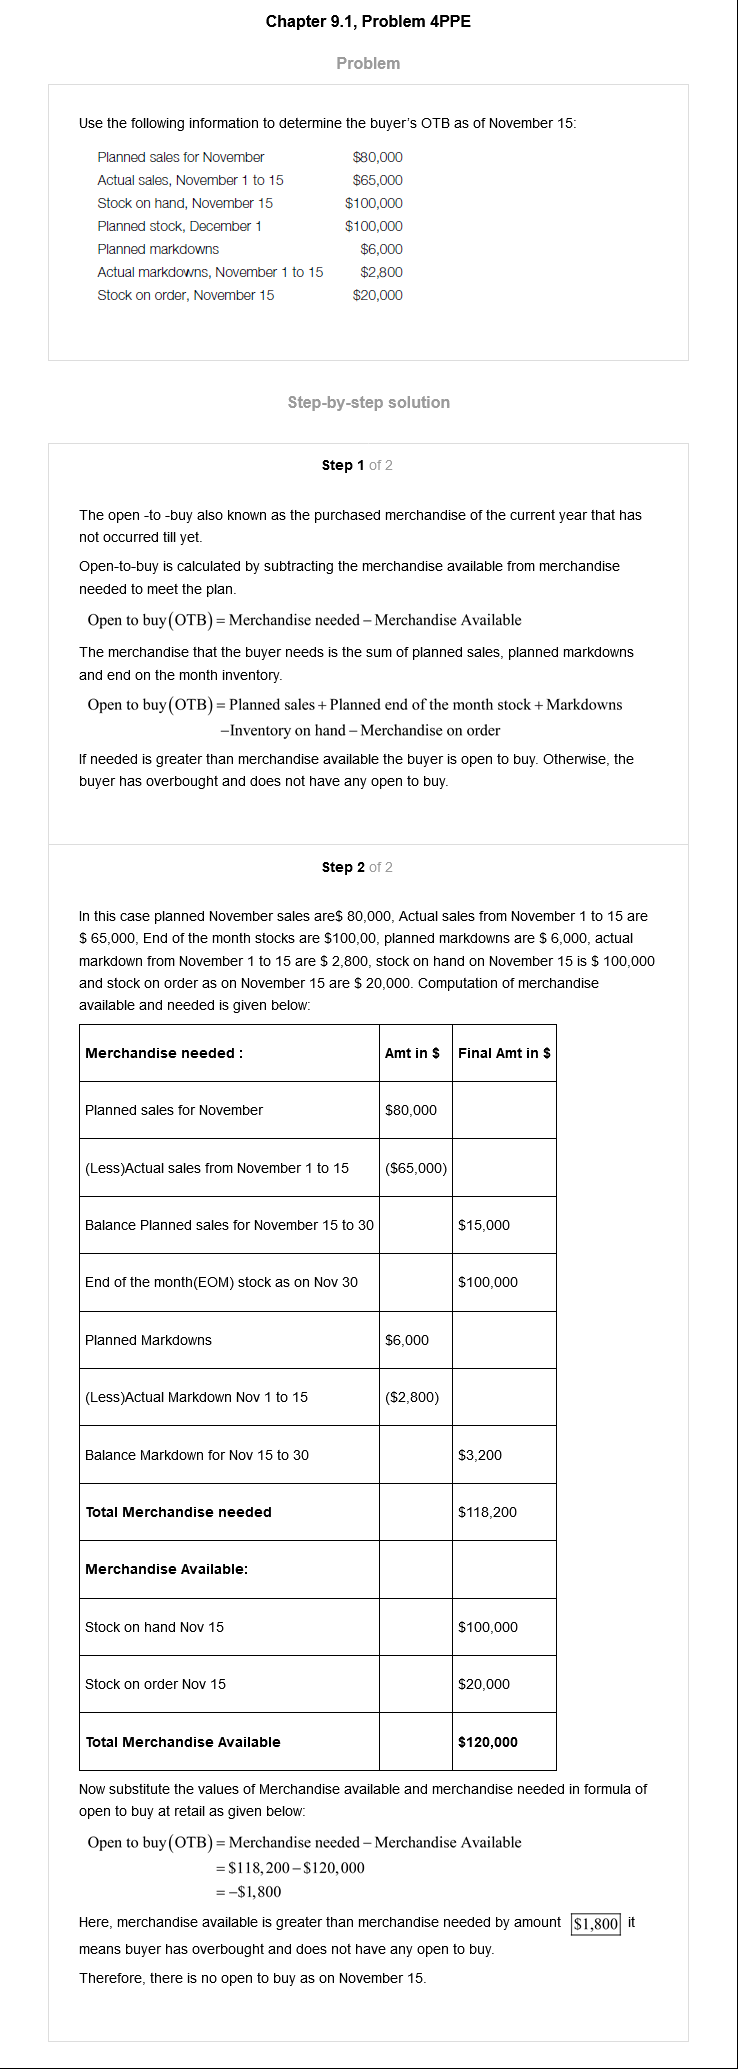 Chapter 9.1, Problem 4PPE
Problem
Use the following information to determine the buyer's OTB as of November 15:
Planned sales for November $80,000
Actual sales, November 1 to 15 $65,000
Stock on hand, November 15 $100,000
Planned stock, December 1 $100,000
Planned markdowns $6,000
Actual markdowns, November 1 to 15 $2,800
Stock on order, November 15 $20,000
Step-by-step solution
Step 1 of 2
The open -to -buy also known as the purchased merchandise of the current year that has
not occurred till yet.
Open-to-buy is calculated by subtracting the merchandise available from merchandise
needed to meet the plan.
Open to buy(OTB) = Merchandise needed – Merchandise Available
The merchandise that the buyer needs is the sum of planned sales, planned markdowns
and end on the month inventory.
Open to buy(OTB) = Planned sales + Planned end of the month stock + Markdowns
–Inventory on hand – Merchandise on order
If needed is greater than merchandise available the buyer is open to buy. Otherwise, the
buyer has overbought and does not have any open to buy.
Step 2 of 2
In this case planned November sales are$ 80,000, Actual sales from November 1 to 15 are
$ 65,000, End of the month stocks are $100,00, planned markdowns are $ 6,000, actual
markdown from November 1 to 15 are $ 2,800, stock on hand on November 15 is $ 100,000
and stock on order as on November 15 are $ 20,000. Computation of merchandise
available and needed is given below:
Merchandise needed : Amt in $ Final Amt in $
Planned sales for November $80,000
(Less)Actual sales from November 1 to 15 ($65,000)
Balance Planned sales for November 15 to 30 $15,000
End of the month(EOM) stock as on Nov 30 $100,000
Planned Markdowns $6,000
(Less)Actual Markdown Nov 1 to 15 ($2,800)
Balance Markdown for Nov 15 to 30 $3,200
Total Merchandise needed $118,200
Merchandise Available:
Stock on hand Nov 15 $100,000
Stock on order Nov 15 $20,000
Total Merchandise Available $120,000
Now substitute the values of Merchandise available and merchandise needed in formula of
open to buy at retail as given below:
Open to buy(OTB) = Merchandise needed – Merchandise Available
= $118,200 – $120,000
= –$1,800
Here, merchandise available is greater than merchandise needed by amount $1,800 it
means buyer has overbought and does not have any open to buy.
Therefore, there is no open to buy as on November 15.